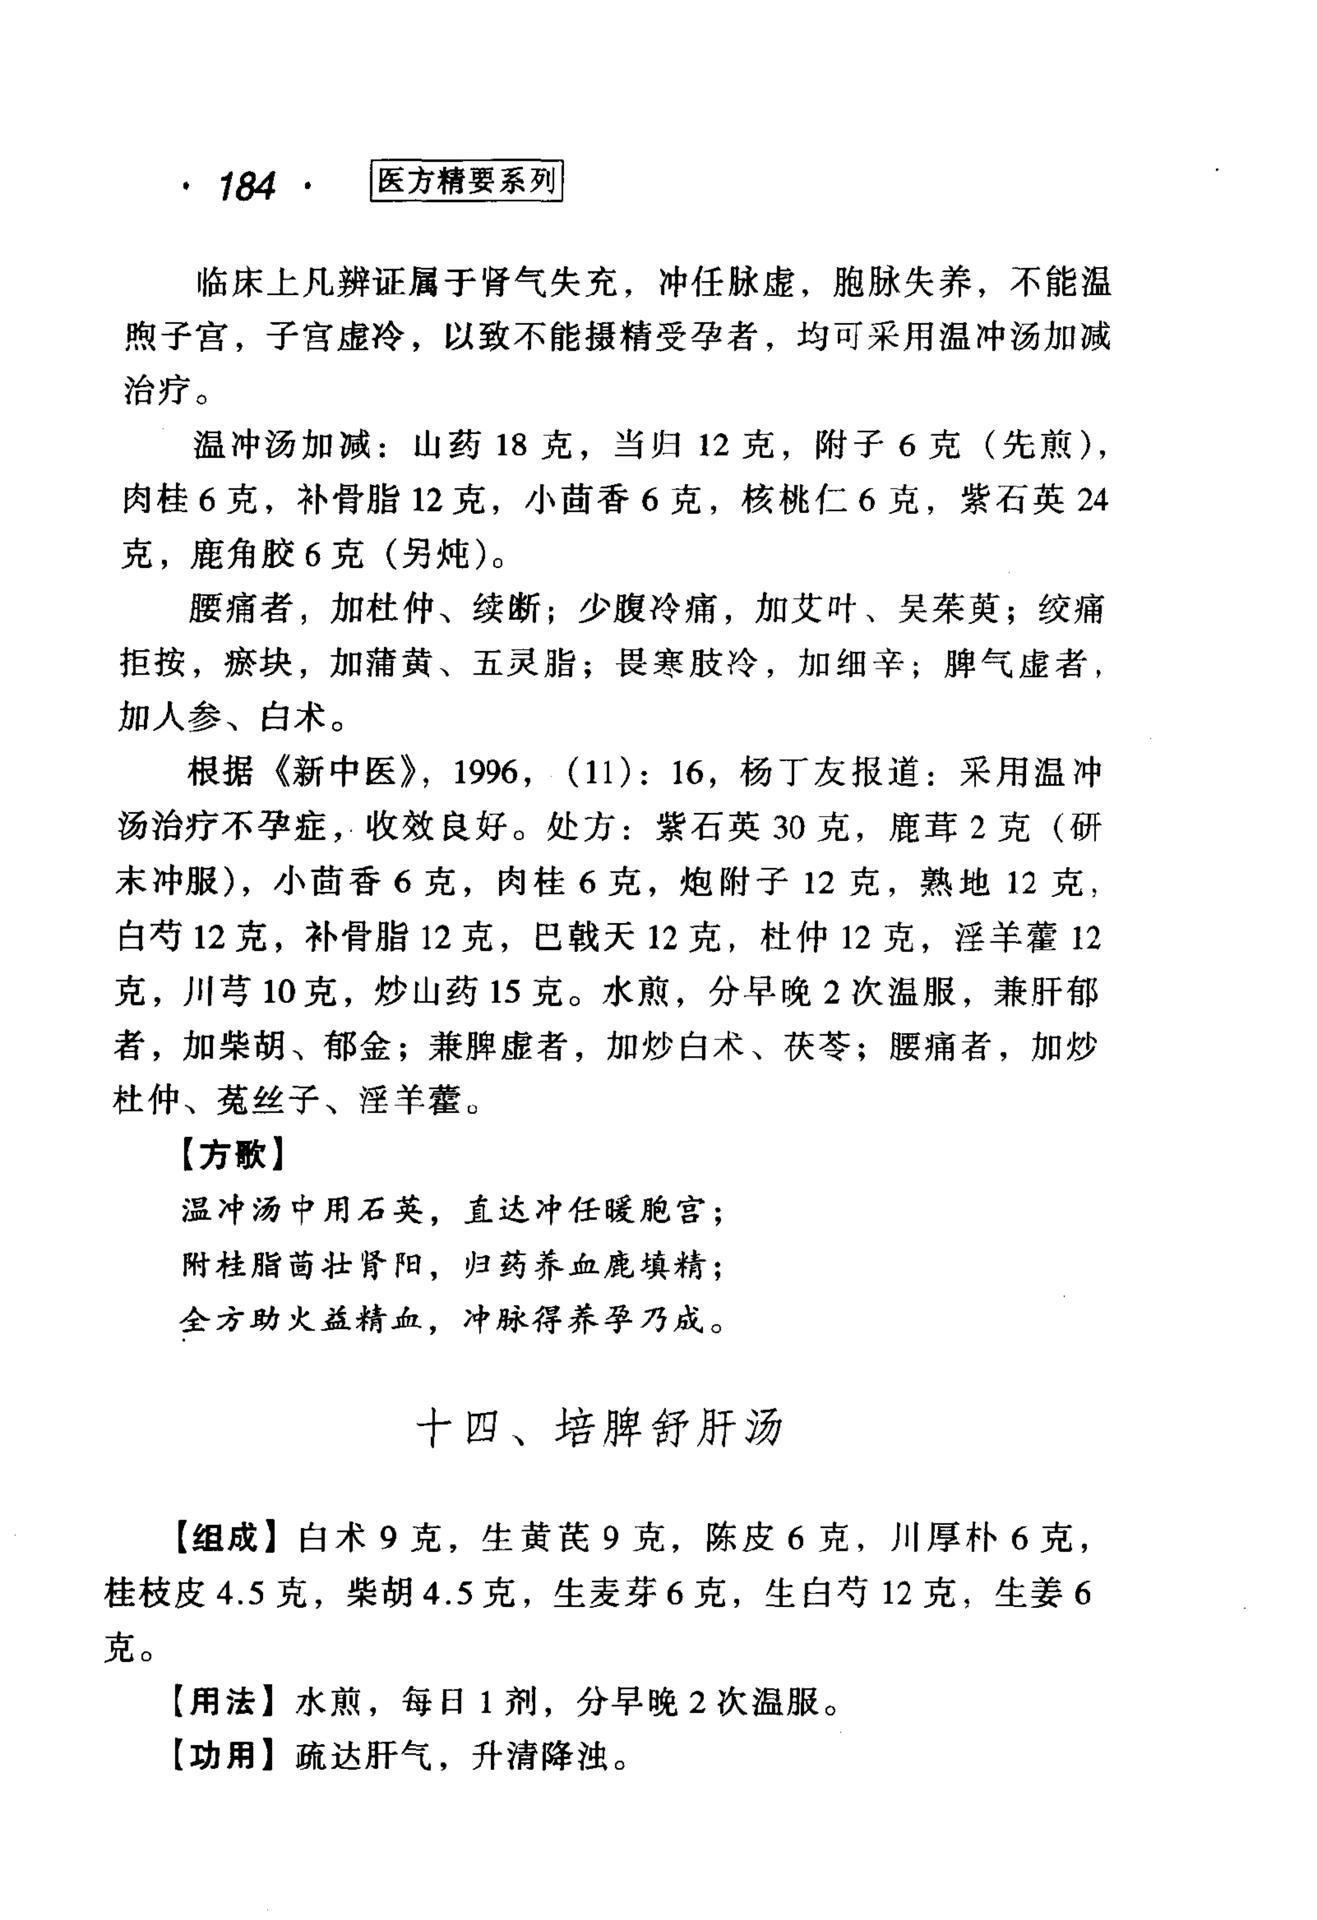 · 184 · 医方精要系列
临床上凡辨证属于肾气失充，冲任脉虚，胞脉失养，不能温
煦子宫，子宫虚冷，以致不能摄精受孕者，均可采用温冲汤加减
治疗。
温冲汤加减：山药 18 克，当归 12 克，附子 6 克（先煎），
肉桂 6 克，补骨脂 12 克，小茴香 6 克，核桃仁 6 克，紫石英 24
克，鹿角胶 6 克（另炖）。
腰痛者，加杜仲、续断；少腹冷痛，加艾叶、吴茱萸；绞痛
拒按，瘀块，加蒲黄、五灵脂；畏寒肢冷，加细辛；脾气虚者，
加人参、白术。
根据《新中医》，1996，（11）：16，杨丁友报道：采用温冲
汤治疗不孕症，收效良好。处方：紫石英 30 克，鹿茸 2 克（研
末冲服），小茴香 6 克，肉桂 6 克，炮附子 12 克，熟地 12 克，
白芍 12 克，补骨脂 12 克，巴戟天 12 克，杜仲 12 克，淫羊藿 12
克，川芎 10 克，炒山药 15 克。水煎，分早晚 2 次温服，兼肝郁
者，加柴胡、郁金；兼脾虚者，加炒白术、茯苓；腰痛者，加炒
杜仲、菟丝子、淫羊藿。
【方歌】
温冲汤中用石英，直达冲任暖胞宫；
附桂脂茴壮肾阳，归药养血鹿填精；
全方助火益精血，冲脉得养孕乃成。
十四、培脾舒肝汤
【组成】白术 9 克，生黄芪 9 克，陈皮 6 克，川厚朴 6 克，
桂枝皮 4.5 克，柴胡 4.5 克，生麦芽 6 克，生白芍 12 克，生姜 6
克。
【用法】水煎，每日 1 剂，分早晚 2 次温服。
【功用】疏达肝气，升清降浊。